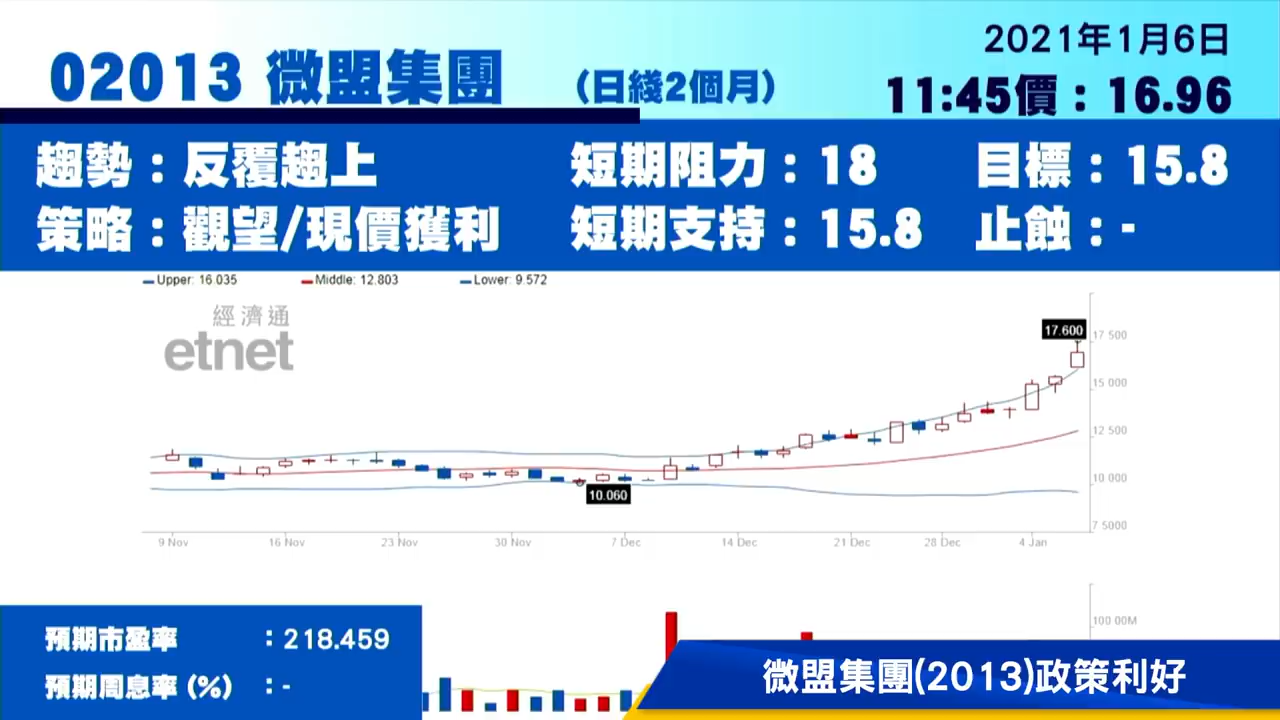 02013 微盟集團 (日綫2個月)
2021年1月6日
11:45價：16.96
趨勢：反覆趨上 短期阻力：18 目標：15.8
策略：觀望/現價獲利 短期支持：15.8 止蝕：-
Upper: 16.035 Middle: 12.803 Lower: 9.572
經濟通
etnet
17.600
17 500
15 000
12 500
10 000
10.060
7 5000
9 Nov 16 Nov 23 Nov 30 Nov 7 Dec 14 Dec 21 Dec 28 Dec 4 Jan
100 00M
預期市盈率 ：218.459
預期周息率 (%) ：-
微盟集團(2013)政策利好